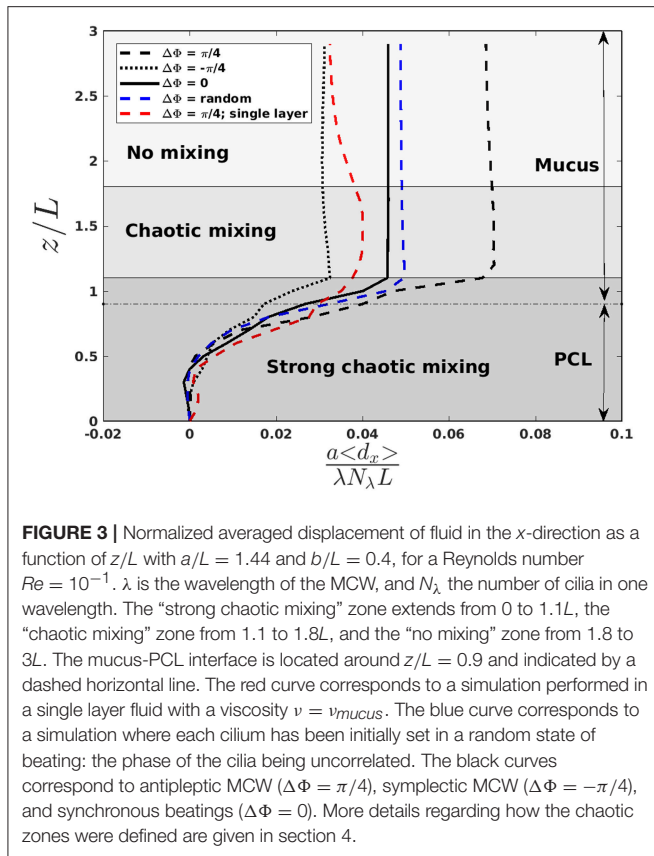 3
2.5
2
1.5
1
0.5
0
z/L
ΔΦ = π/4
ΔΦ = -π/4
ΔΦ = 0
ΔΦ = random
ΔΦ = π/4; single layer
No mixing
Mucus
Chaotic mixing
Strong chaotic mixing
PCL
-0.02 0 0.02 0.04 0.06 0.08 0.1
a<d_x>
λN_λL
FIGURE 3 | Normalized averaged displacement of fluid in the x-direction as a
function of z/L with a/L = 1.44 and b/L = 0.4, for a Reynolds number
Re = 10⁻¹. λ is the wavelength of the MCW, and N_λ the number of cilia in one
wavelength. The “strong chaotic mixing” zone extends from 0 to 1.1L, the
“chaotic mixing” zone from 1.1 to 1.8L, and the “no mixing” zone from 1.8 to
3L. The mucus-PCL interface is located around z/L = 0.9 and indicated by a
dashed horizontal line. The red curve corresponds to a simulation performed in
a single layer fluid with a viscosity ν = ν_mucus. The blue curve corresponds to
a simulation where each cilium has been initially set in a random state of
beating: the phase of the cilia being uncorrelated. The black curves
correspond to antipleptic MCW (ΔΦ = π/4), symplectic MCW (ΔΦ = −π/4),
and synchronous beatings (ΔΦ = 0). More details regarding how the chaotic
zones were defined are given in section 4.